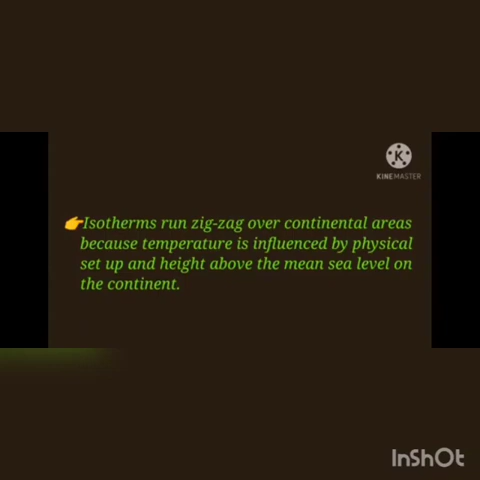 K
KINEMASTER
👉Isotherms run zig-zag over continental areas
because temperature is influenced by physical
set up and height above the mean sea level on
the continent.
InShOt